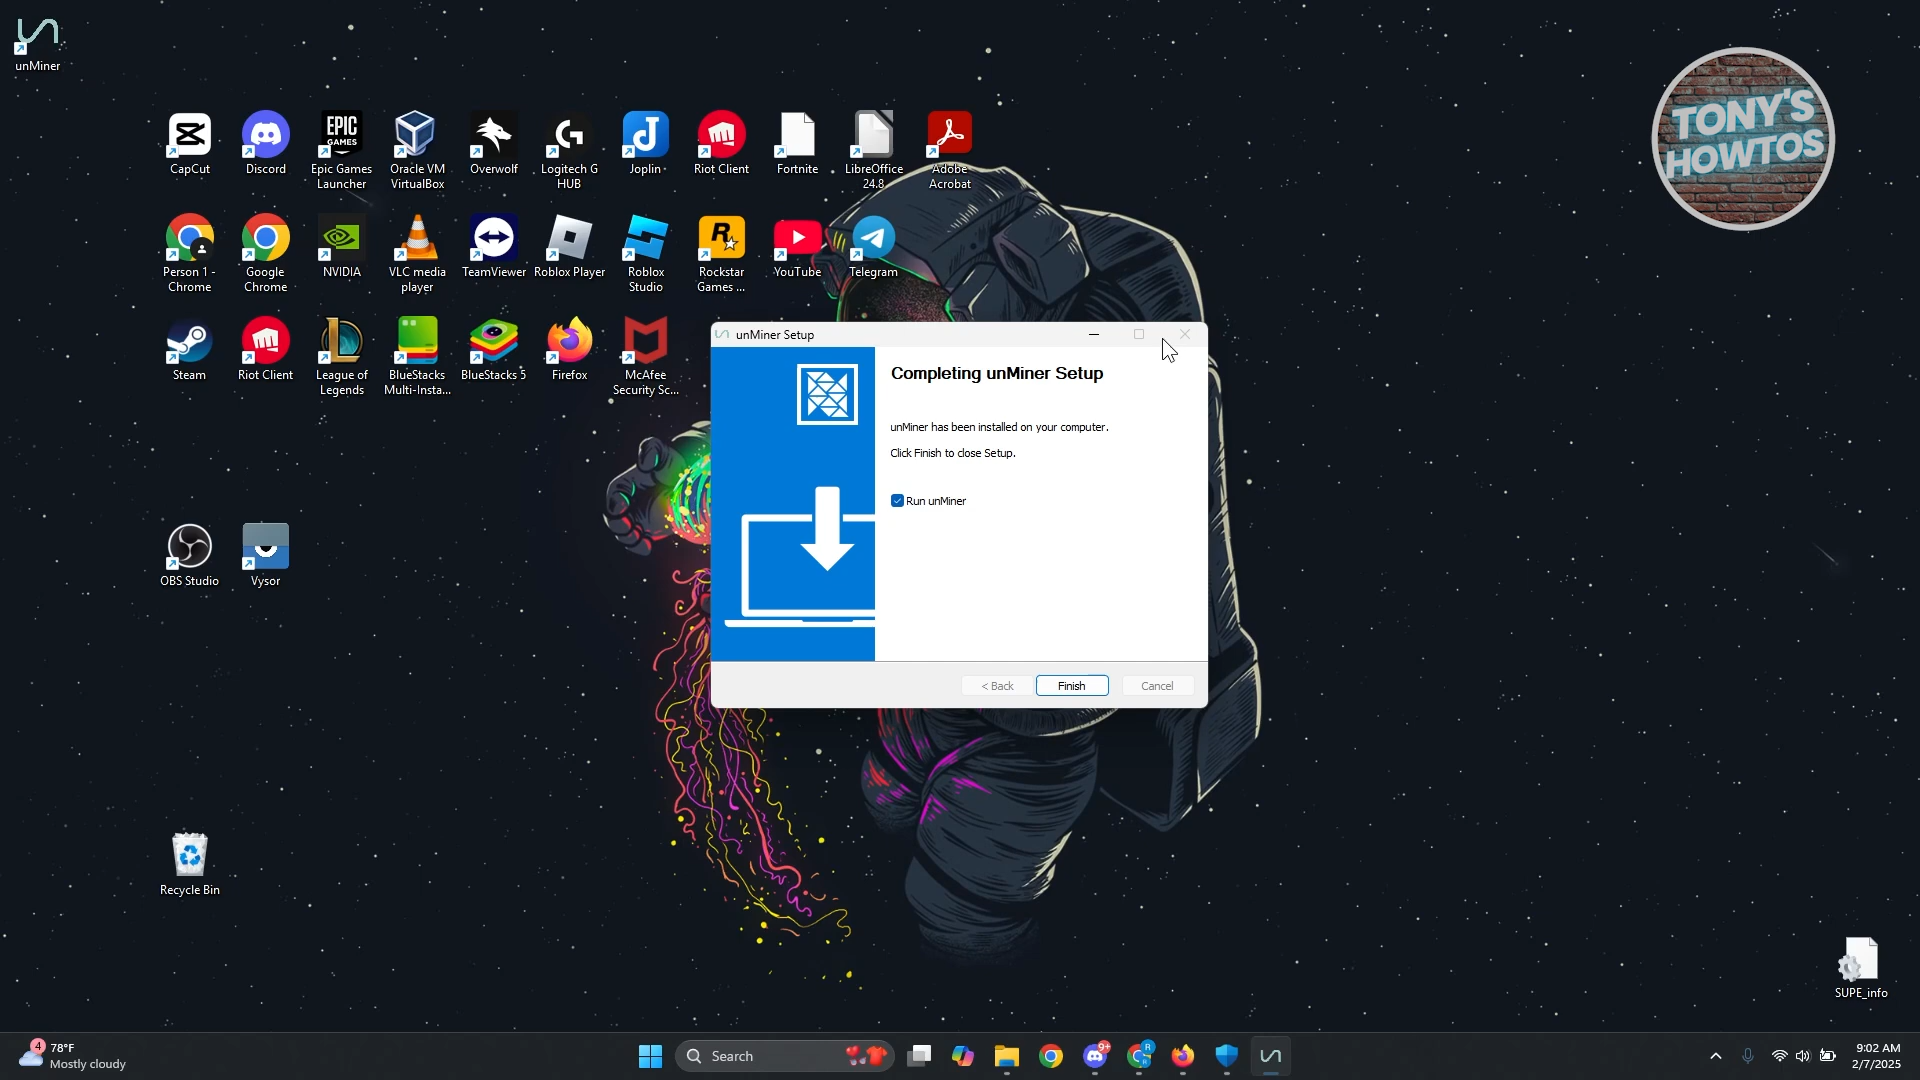 unMiner
TONY'S
HOWTOS
CapCut
Discord
EPIC
GAMES
Epic Games
Launcher
Oracle VM
VirtualBox
Overwolf
Logitech G
HUB
Joplin
Riot Client
Fortnite
LibreOffice
24.8
Adobe
Acrobat
Person 1 -
Chrome
Google
Chrome
NVIDIA
VLC media
player
TeamViewer
Roblox Player
Roblox
Studio
R
Rockstar
Games ...
YouTube
Telegram
Steam
Riot Client
League of
Legends
BlueStacks
Multi-Insta...
BlueStacks 5
Firefox
McAfee
Security Sc...
unMiner Setup
Completing unMiner Setup
unMiner has been installed on your computer.
Click Finish to close Setup.
Run unMiner
< Back
Finish
Cancel
OBS Studio
Vysor
Recycle Bin
SUPE_info
4
78°F
Mostly cloudy
Search
9+
R
9:02 AM
2/7/2025